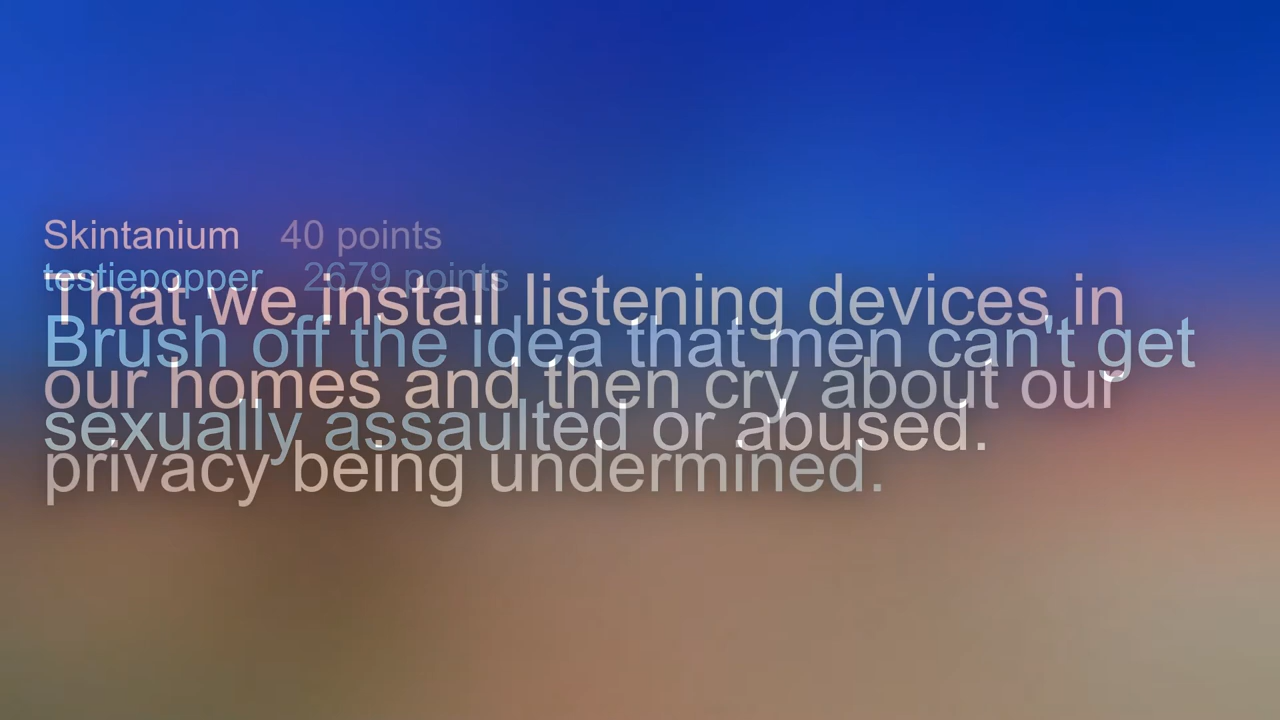 Skintanium 40 points
That we install listening devices in
our homes and then cry about our
privacy being undermined.
testiepopper 2679 points
Brush off the idea that men can't get
sexually assaulted or abused.